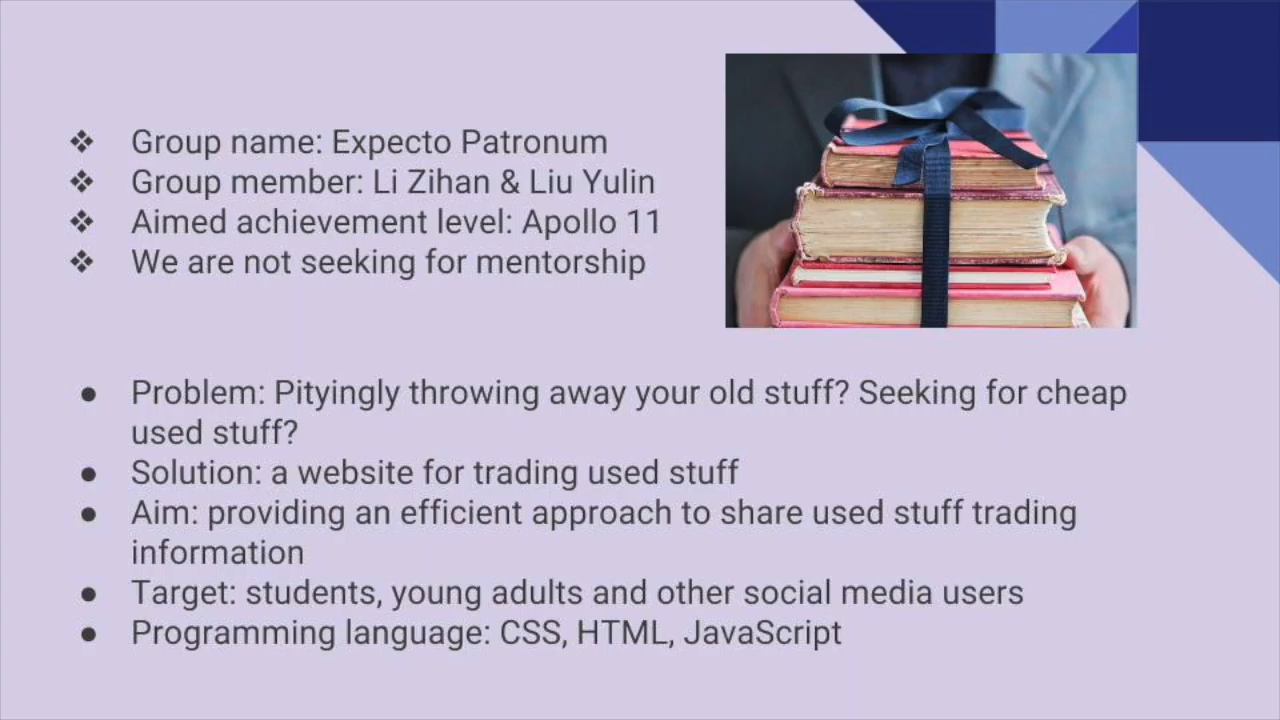 ❖ Group name: Expecto Patronum
❖ Group member: Li Zihan & Liu Yulin
❖ Aimed achievement level: Apollo 11
❖ We are not seeking for mentorship
● Problem: Pityingly throwing away your old stuff? Seeking for cheap
used stuff?
● Solution: a website for trading used stuff
● Aim: providing an efficient approach to share used stuff trading
information
● Target: students, young adults and other social media users
● Programming language: CSS, HTML, JavaScript